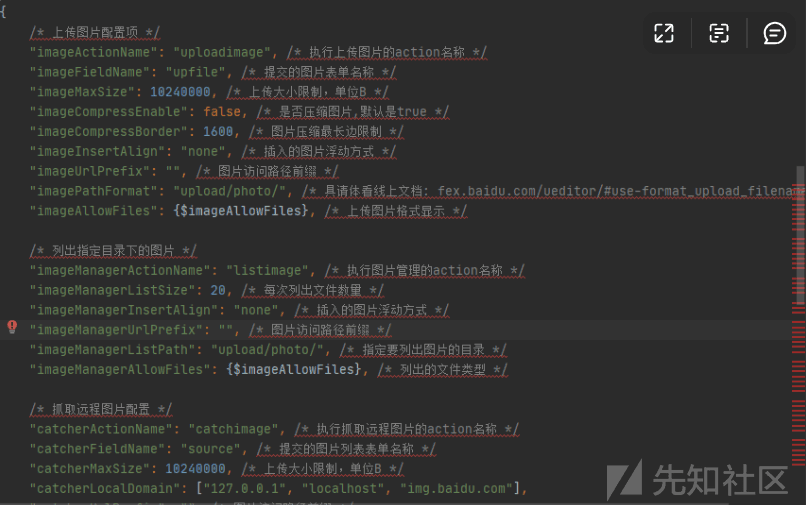 {
/* 上传图片配置项 */
"imageActionName": "uploadimage", /* 执行上传图片的action名称 */
"imageFieldName": "upfile", /* 提交的图片表单名称 */
"imageMaxSize": 10240000, /* 上传大小限制，单位B */
"imageCompressEnable": false, /* 是否压缩图片,默认是true */
"imageCompressBorder": 1600, /* 图片压缩最长边限制 */
"imageInsertAlign": "none", /* 插入的图片浮动方式 */
"imageUrlPrefix": "", /* 图片访问路径前缀 */
"imagePathFormat": "upload/photo/", /* 具请体看线上文档: fex.baidu.com/ueditor/#use-format_upload_filename
"imageAllowFiles": {$imageAllowFiles}, /* 上传图片格式显示 */
/* 列出指定目录下的图片 */
"imageManagerActionName": "listimage", /* 执行图片管理的action名称 */
"imageManagerListSize": 20, /* 每次列出文件数量 */
"imageManagerInsertAlign": "none", /* 插入的图片浮动方式 */
"imageManagerUrlPrefix": "", /* 图片访问路径前缀 */
"imageManagerListPath": "upload/photo/", /* 指定要列出图片的目录 */
"imageManagerAllowFiles": {$imageAllowFiles}, /* 列出的文件类型 */
/* 抓取远程图片配置 */
"catcherActionName": "catchimage", /* 执行抓取远程图片的action名称 */
"catcherFieldName": "source", /* 提交的图片列表表单名称 */
"catcherMaxSize": 10240000, /* 上传大小限制，单位B */
"catcherLocalDomain": ["127.0.0.1", "localhost", "img.baidu.com"],
先知社区